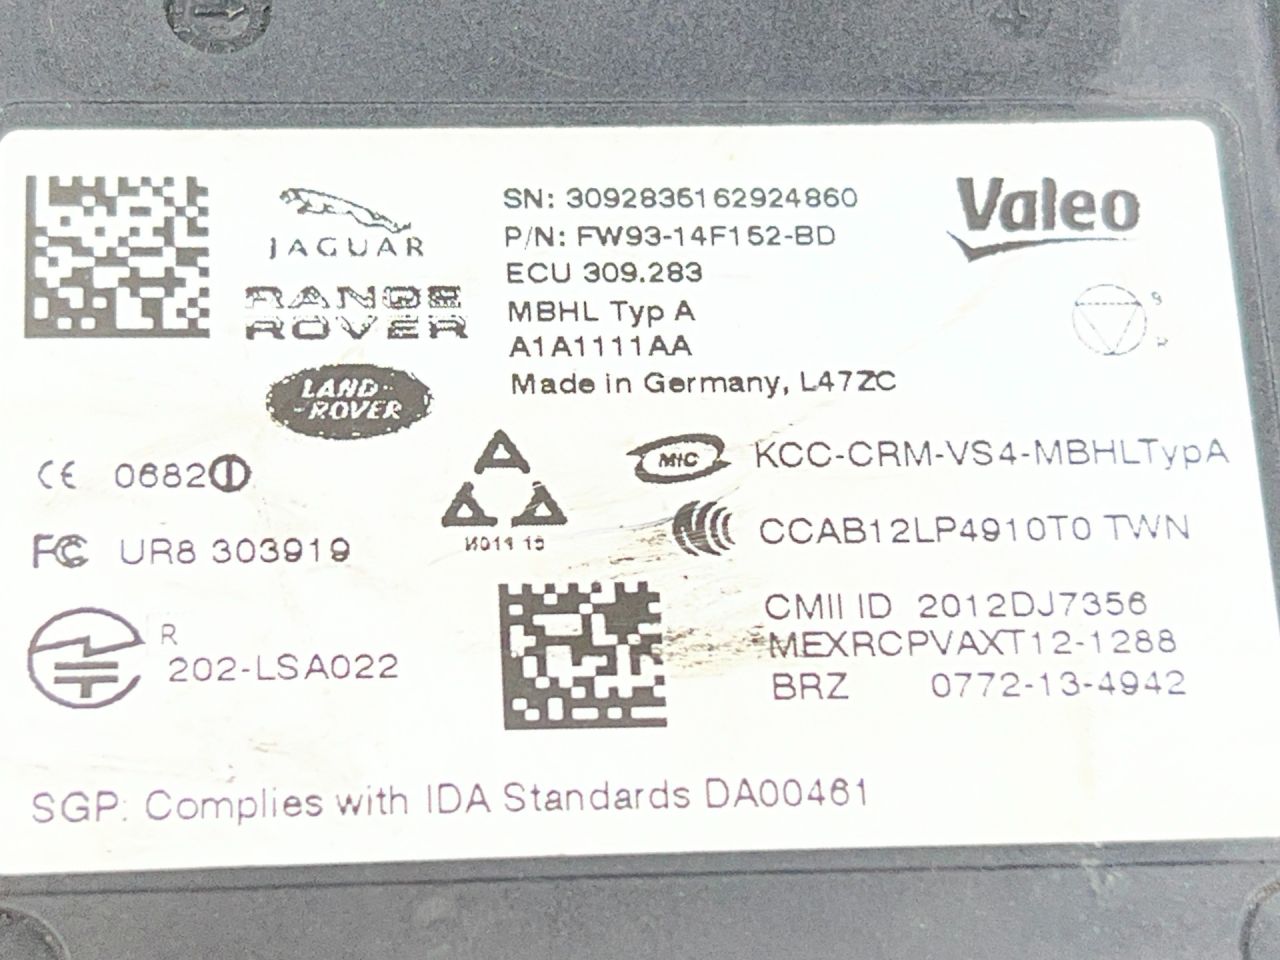 JAGUAR
RANGE
ROVER
LAND
ROVER
SN: 3092835162924860
P/N: FW93-14F152-BD
ECU 309.283
MBHL Typ A
A1A1111AA
Made in Germany, L47ZC
Valeo
CE 0682
FC UR8 303919
R
202-LSA022
MIC KCC-CRM-VS4-MBHLTypA
CCAB12LP4910T0 TWN
CMII ID 2012DJ7356
MEXRCPVAXT12-1288
BRZ 0772-13-4942
SGP: Complies with IDA Standards DA00461